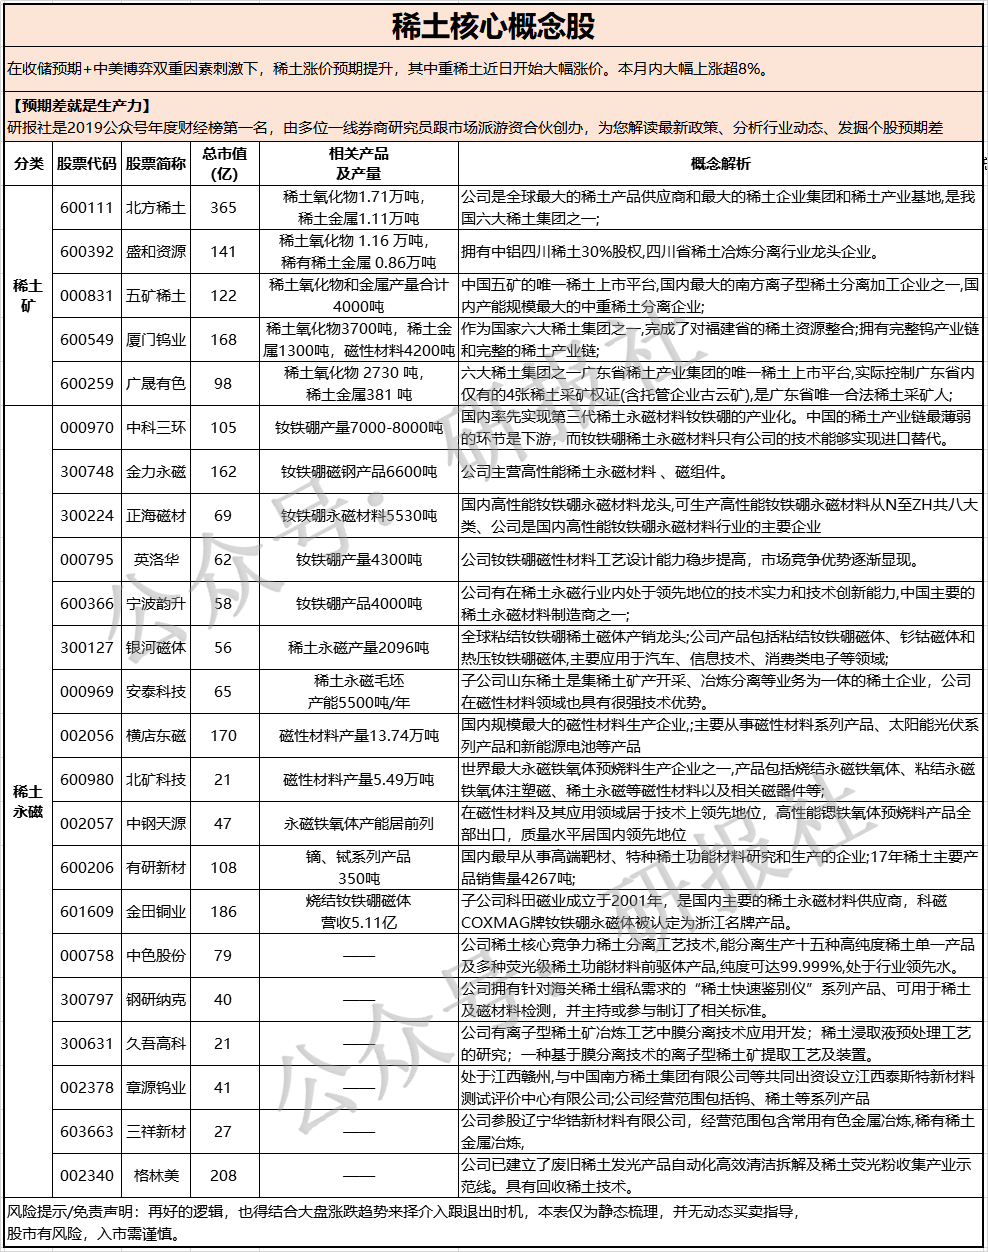 稀土核心概念股
在收储预期+中美博弈双重因素刺激下，稀土涨价预期提升，其中重稀土近日开始大幅涨价。本月内大幅上涨超8%。
【预期差就是生产力】
研报社是2019公众号年度财经榜第一名，由多位一线券商研究员跟市场派游资合伙创办，为您解读最新政策、分析行业动态、发掘个股预期差
分类 股票代码 股票简称 总市值(亿) 相关产品及产量 概念解析
稀土矿
600111 北方稀土 365 稀土氧化物1.71万吨，稀土金属1.11万吨 公司是全球最大的稀土产品供应商和最大的稀土企业集团和稀土产业基地,是我国六大稀土集团之一;
600392 盛和资源 141 稀土氧化物 1.16 万吨，稀有稀土金属 0.86万吨 拥有中铝四川稀土30%股权,四川省稀土冶炼分离行业龙头企业。
000831 五矿稀土 122 稀土氧化物和金属产量合计4000吨 中国五矿的唯一稀土上市平台,国内最大的南方离子型稀土分离加工企业之一,国内产能规模最大的中重稀土分离企业;
600549 厦门钨业 168 稀土氧化物3700吨，稀土金属1300吨，磁性材料4200吨 作为国家六大稀土集团之一,完成了对福建省的稀土资源整合;拥有完整钨产业链和完整的稀土产业链;
600259 广晟有色 98 稀土氧化物 2730 吨，稀土金属381 吨 六大稀土集团之一广东省稀土产业集团的唯一稀土上市平台,实际控制广东省内仅有的4张稀土采矿权证(含托管企业古云矿),是广东省唯一合法稀土采矿人;
稀土永磁
000970 中科三环 105 钕铁硼产量7000-8000吨 国内率先实现第三代稀土永磁材料钕铁硼的产业化。中国的稀土产业链最薄弱的环节是下游，而钕铁硼稀土永磁材料只有公司的技术能够实现进口替代。
300748 金力永磁 162 钕铁硼磁钢产品6600吨 公司主营高性能稀土永磁材料 、磁组件。
300224 正海磁材 69 钕铁硼永磁材料5530吨 国内高性能钕铁硼永磁材料龙头,可生产高性能钕铁硼永磁材料从N至ZH共八大类、公司是国内高性能钕铁硼永磁材料行业的主要企业
000795 英洛华 62 钕铁硼产量4300吨 公司钕铁硼磁性材料工艺设计能力稳步提高，市场竞争优势逐渐显现。
600366 宁波韵升 58 钕铁硼产品4000吨 公司有在稀土永磁行业内处于领先地位的技术实力和技术创新能力,中国主要的稀土永磁材料制造商之一;
300127 银河磁体 56 稀土永磁产量2096吨 全球粘结钕铁硼稀土磁体产销龙头;公司产品包括粘结钕铁硼磁体、钐钴磁体和热压钕铁硼磁体,主要应用于汽车、信息技术、消费类电子等领域;
000969 安泰科技 65 稀土永磁毛坯产能5500吨/年 子公司山东稀土是集稀土矿产开采、冶炼分离等业务为一体的稀土企业，公司在磁性材料领域也具有很强技术优势。
002056 横店东磁 170 磁性材料产量13.74万吨 国内规模最大的磁性材料生产企业,;主要从事磁性材料系列产品、太阳能光伏系列产品和新能源电池等产品
600980 北矿科技 21 磁性材料产量5.49万吨 世界最大永磁铁氧体预烧料生产企业之一,产品包括烧结永磁铁氧体、粘结永磁铁氧体注塑磁、稀土永磁等磁性材料以及相关磁器件等;
002057 中钢天源 47 永磁铁氧体产能居前列 在磁性材料及其应用领域居于技术上领先地位，高性能锶铁氧体预烧料产品全部出口，质量水平居国内领先地位
600206 有研新材 108 镝、铽系列产品350吨 国内最早从事高端靶材、特种稀土功能材料研究和生产的企业;17年稀土主要产品销售量4267吨;
601609 金田铜业 186 烧结钕铁硼磁体营收5.11亿 子公司科田磁业成立于2001年，是国内主要的稀土永磁材料供应商，科磁COXMAG牌钕铁硼永磁体被认定为浙江名牌产品。
000758 中色股份 79 —— 公司稀土核心竞争力稀土分离工艺技术,能分离生产十五种高纯度稀土单一产品及多种荧光级稀土功能材料前驱体产品,纯度可达99.999%,处于行业领先水。
300797 钢研纳克 40 —— 公司拥有针对海关稀土缉私需求的“稀土快速鉴别仪”系列产品、可用于稀土及磁材料检测，并主持或参与制订了相关标准。
300631 久吾高科 21 —— 公司有离子型稀土矿冶炼工艺中膜分离技术应用开发；稀土浸取液预处理工艺的研究；一种基于膜分离技术的离子型稀土矿提取工艺及装置。
002378 章源钨业 41 —— 处于江西赣州,与中国南方稀土集团有限公司等共同出资设立江西泰斯特新材料测试评价中心有限公司;公司经营范围包括钨、稀土等系列产品
603663 三祥新材 27 —— 公司参股辽宁华锆新材料有限公司，经营范围包含常用有色金属冶炼,稀有稀土金属冶炼,
002340 格林美 208 —— 公司已建立了废旧稀土发光产品自动化高效清洁拆解及稀土荧光粉收集产业示范线。具有回收稀土技术。
风险提示/免责声明：再好的逻辑，也得结合大盘涨跌趋势来择介入跟退出时机，本表仅为静态梳理，并无动态买卖指导，
股市有风险，入市需谨慎。
公众号：研报社
公众号：研报社